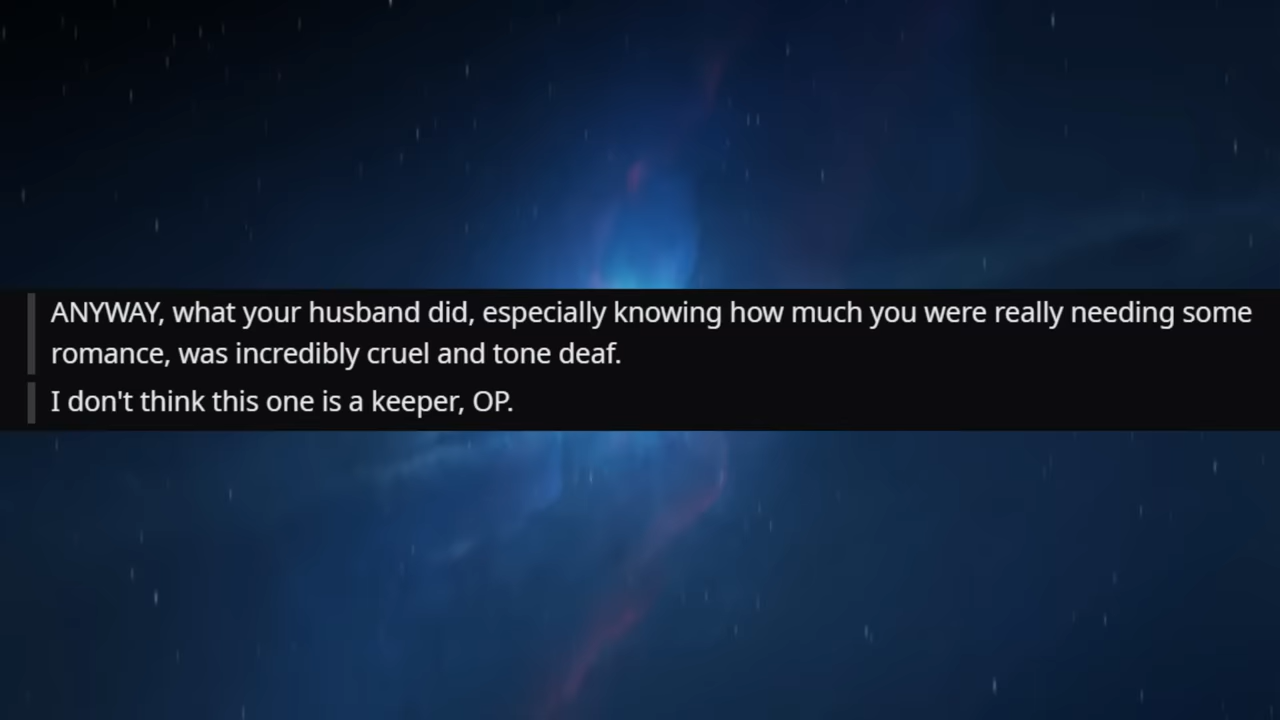 ANYWAY, what your husband did, especially knowing how much you were really needing some
romance, was incredibly cruel and tone deaf.
I don't think this one is a keeper, OP.